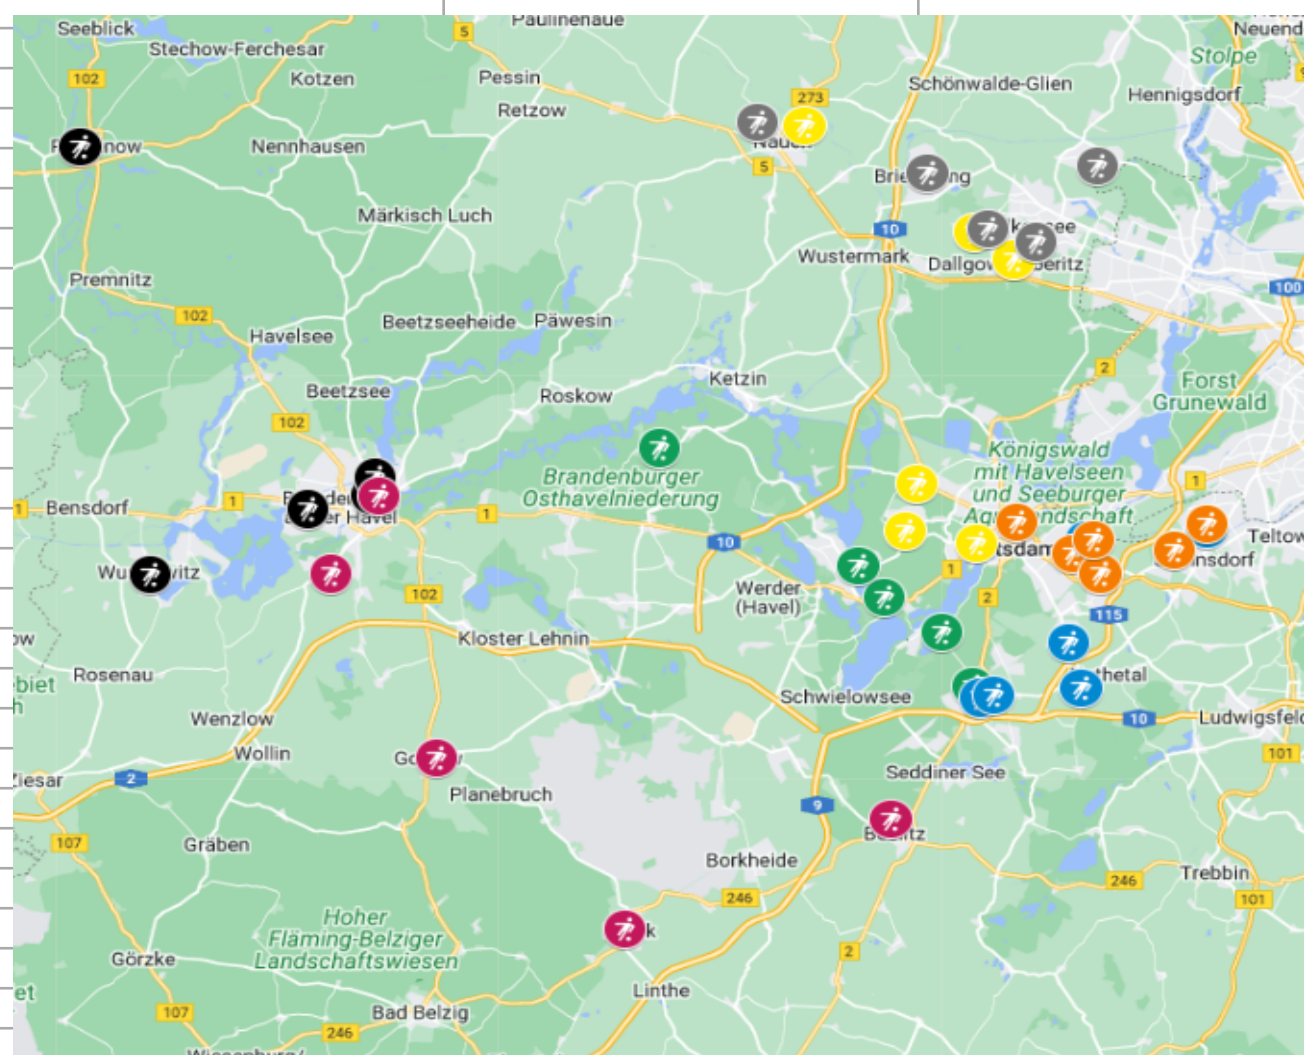 Seeblick
5
Paulinenaue
Stechow-Ferchesar
Stolpe
102
Kotzen
Pessin
Schönwalde-Glien
Hennigsdorf
273
Retzow
Nennhausen
5
Märkisch Luch
10
Wustermark
Premnitz
100
102
Havelsee
Beetzseeheide
Päwesin
2
Ketzin
Forst
Grunewald
Beetzsee
Roskow
102
Königswald
mit Havelseen
und Seeburger
Brandenburger
Osthavelniederung
1
1
1
Bensdorf
1
10
1
Werder
(Havel)
2
102
115
Kloster Lehnin
Rosenau
Schwielowsee
Wenzlow
10
Wollin
101
2
Seddiner See
Planebruch
9
107
Gräben
Borkheide
Trebbin
246
246
101
Hoher
Fläming-Belziger
Landschaftswiesen
2
Görzke
Linthe
107
Bad Belzig
246